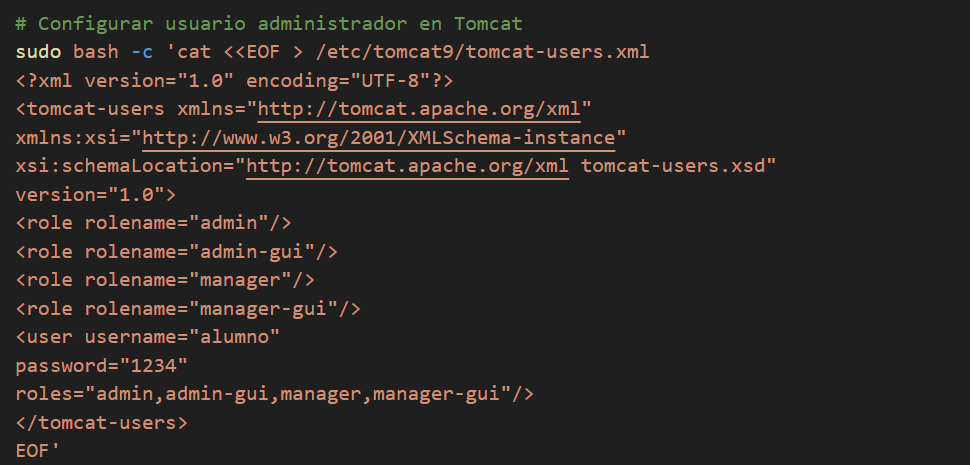 # Configurar usuario administrador en Tomcat
sudo bash -c 'cat <<EOF > /etc/tomcat9/tomcat-users.xml
<?xml version="1.0" encoding="UTF-8"?>
<tomcat-users xmlns="http://tomcat.apache.org/xml"
xmlns:xsi="http://www.w3.org/2001/XMLSchema-instance"
xsi:schemaLocation="http://tomcat.apache.org/xml tomcat-users.xsd"
version="1.0">
<role rolename="admin"/>
<role rolename="admin-gui"/>
<role rolename="manager"/>
<role rolename="manager-gui"/>
<user username="alumno"
password="1234"
roles="admin,admin-gui,manager,manager-gui"/>
</tomcat-users>
EOF'